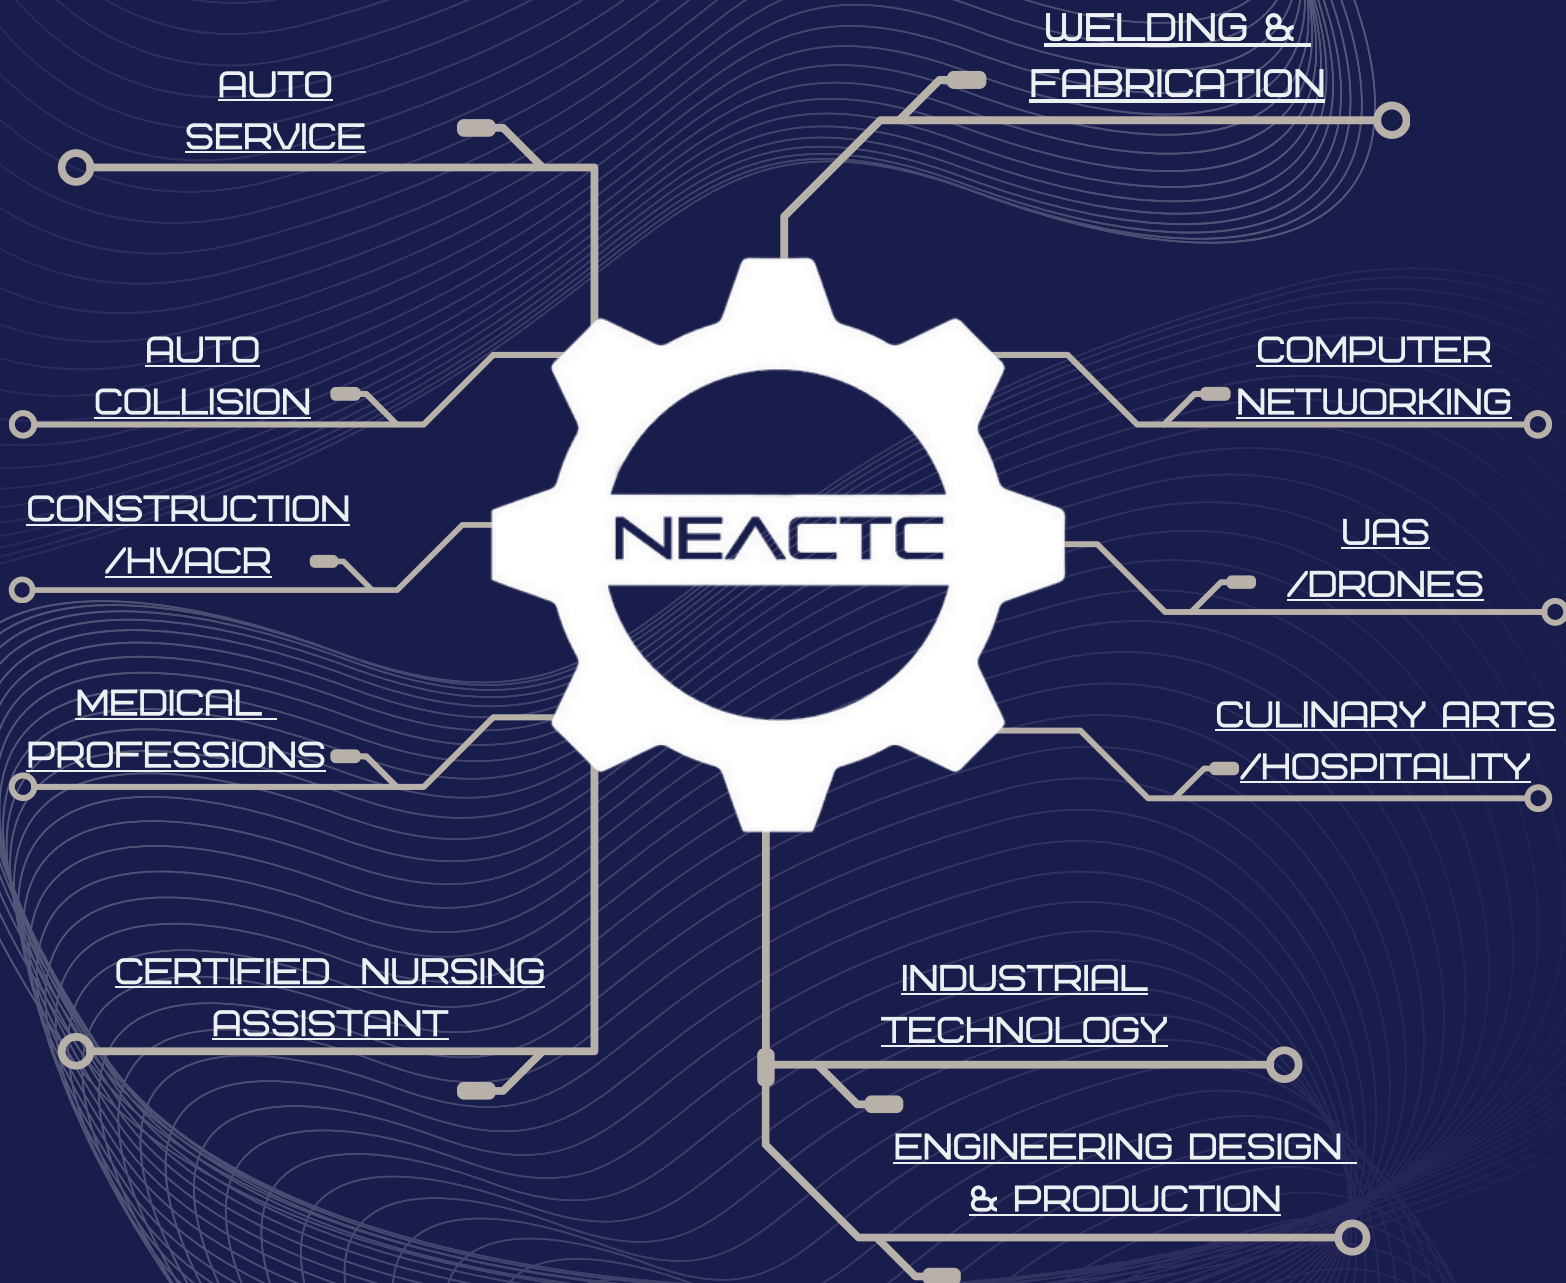 WELDING &
FABRICATION
AUTO
SERVICE
AUTO
COLLISION
COMPUTER
NETWORKING
CONSTRUCTION
/HVACR
NEACTC
UAS
/DRONES
MEDICAL
PROFESSIONS
CULINARY ARTS
/HOSPITALITY
CERTIFIED NURSING
ASSISTANT
INDUSTRIAL
TECHNOLOGY
ENGINEERING DESIGN
& PRODUCTION